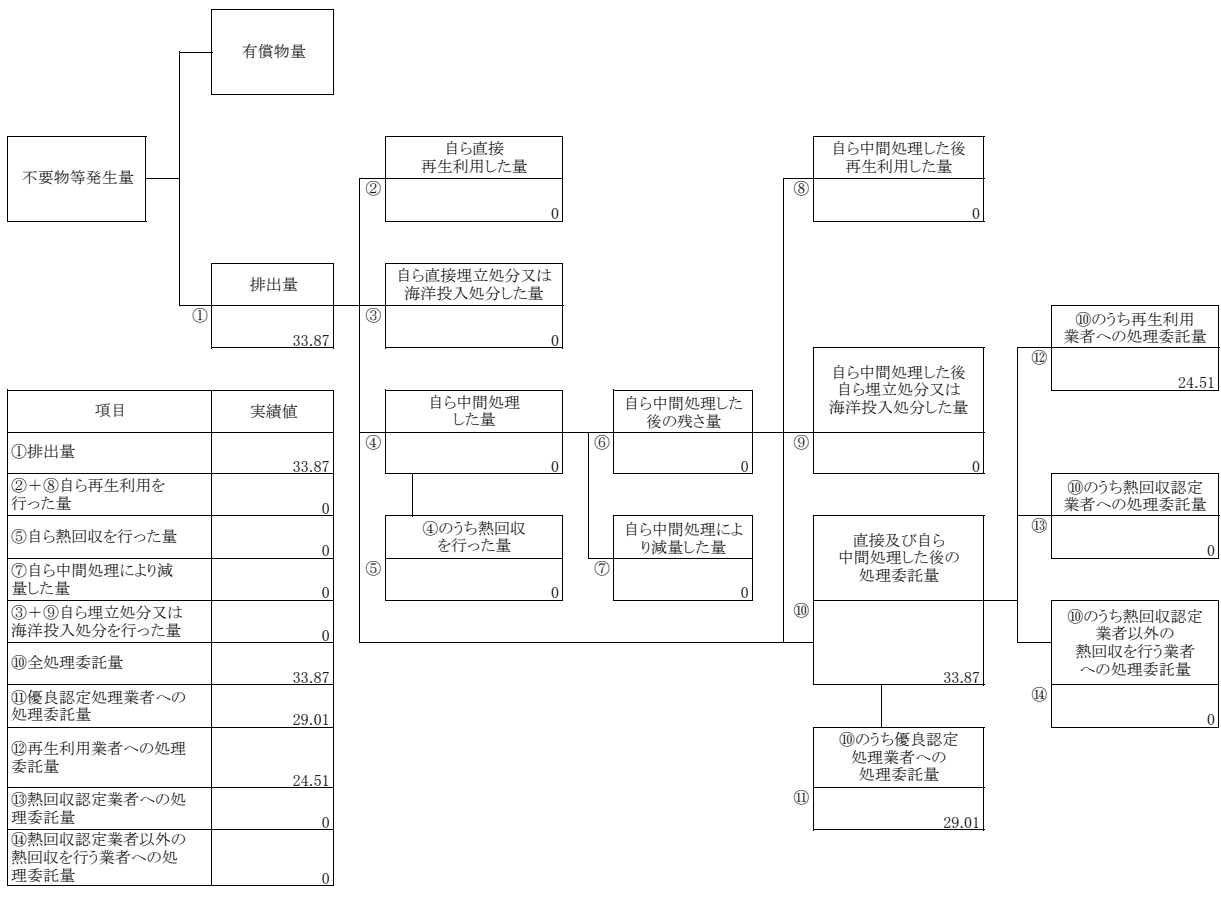 有償物量
不要物等発生量
自ら直接
再生利用した量
②
0
自ら中間処理した後
再生利用した量
⑧
0
排出量
①
33.87
自ら直接埋立処分又は
海洋投入処分した量
③
0
自ら中間処理
した量
④
0
自ら中間処理した
後の残さ量
⑥
0
自ら中間処理した後
自ら埋立処分又は
海洋投入処分した量
⑨
0
⑩のうち再生利用
業者への処理委託量
⑫
24.51
④のうち熱回収
を行った量
⑤
0
自ら中間処理によ
り減量した量
⑦
0
直接及び自ら
中間処理した後の
処理委託量
⑩
33.87
⑩のうち熱回収認定
業者への処理委託量
⑬
0
⑩のうち熱回収認定
業者以外の
熱回収を行う業者
への処理委託量
⑭
0
⑩のうち優良認定
処理業者への
処理委託量
⑪
29.01
項目 実績値
①排出量
33.87
②＋⑧自ら再生利用を
行った量
0
⑤自ら熱回収を行った量
0
⑦自ら中間処理により減
量した量
0
③＋⑨自ら埋立処分又は
海洋投入処分を行った量
0
⑩全処理委託量
33.87
⑪優良認定処理業者への
処理委託量
29.01
⑫再生利用業者への処理
委託量
24.51
⑬熱回収認定業者への処
理委託量
0
⑭熱回収認定業者以外の
熱回収を行う業者への処
理委託量
0